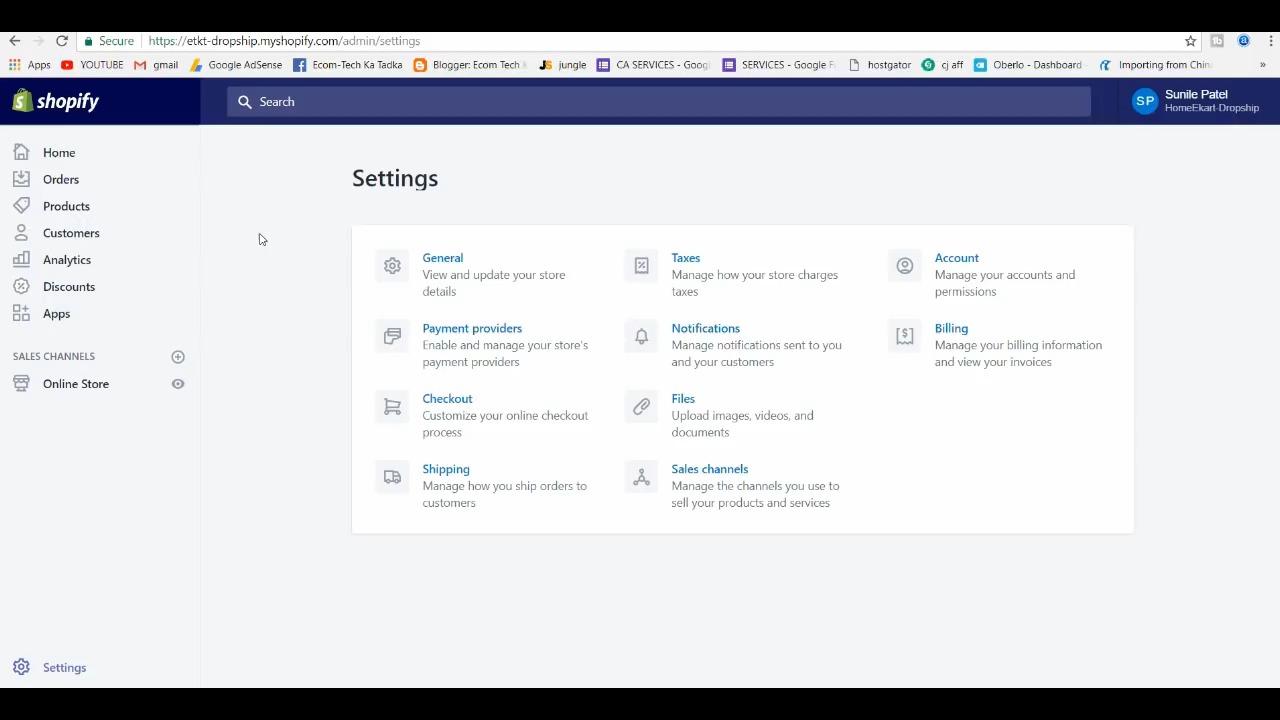 Secure https://etkt-dropship.myshopify.com/admin/settings
Apps YOUTUBE gmail Google AdSense Ecom-Tech Ka Tadka Blogger: Ecom Tech JS jungle CA SERVICES - Googl SERVICES - Google F hostgator cj aff Oberlo - Dashboard Importing from Chin »
shopify
Search
SP
Sunile Patel
HomeEkart-Dropship
Home
Orders
Products
Customers
Analytics
Discounts
Apps
SALES CHANNELS
Online Store
Settings
Settings
General
View and update your store
details
Payment providers
Enable and manage your store's
payment providers
Checkout
Customize your online checkout
process
Shipping
Manage how you ship orders to
customers
Taxes
Manage how your store charges
taxes
Notifications
Manage notifications sent to you
and your customers
Files
Upload images, videos, and
documents
Sales channels
Manage the channels you use to
sell your products and services
Account
Manage your accounts and
permissions
Billing
Manage your billing information
and view your invoices